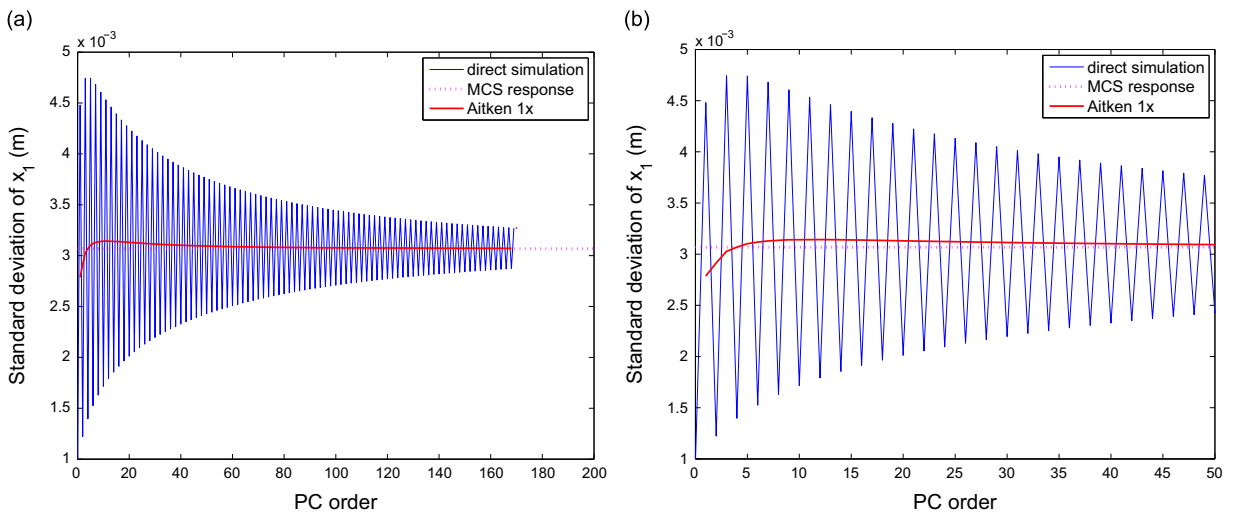 (a)
x 10⁻³
5
4.5
4
3.5
3
2.5
2
1.5
1
0 20 40 60 80 100 120 140 160 180 200
Standard deviation of x₁ (m)
PC order
direct simulation
MCS response
Aitken 1x
(b)
x 10⁻³
5
4.5
4
3.5
3
2.5
2
1.5
1
0 5 10 15 20 25 30 35 40 45 50
Standard deviation of x₁ (m)
PC order
direct simulation
MCS response
Aitken 1x